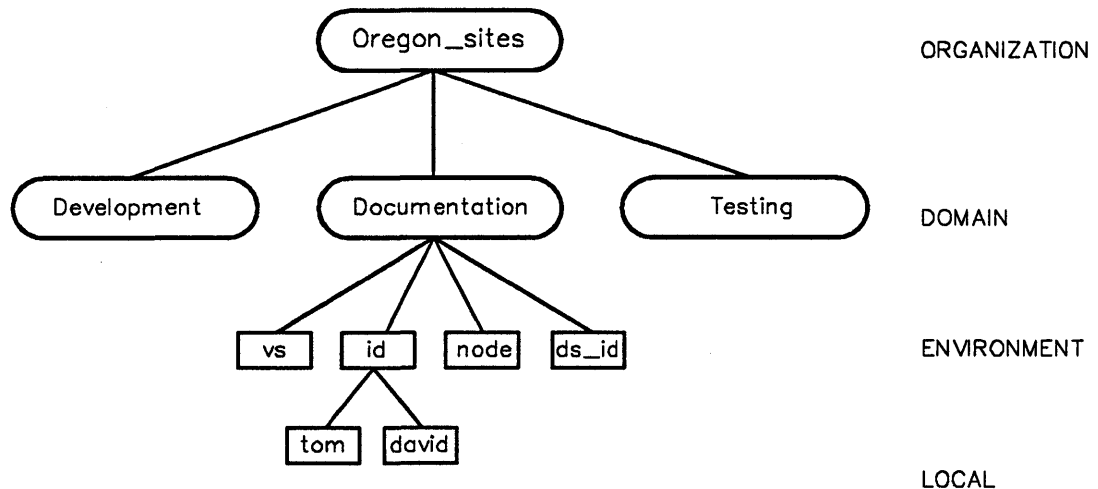 Oregon_sites
ORGANIZATION
Development
Documentation
Testing
DOMAIN
vs
id
node
ds_id
ENVIRONMENT
tom
david
LOCAL